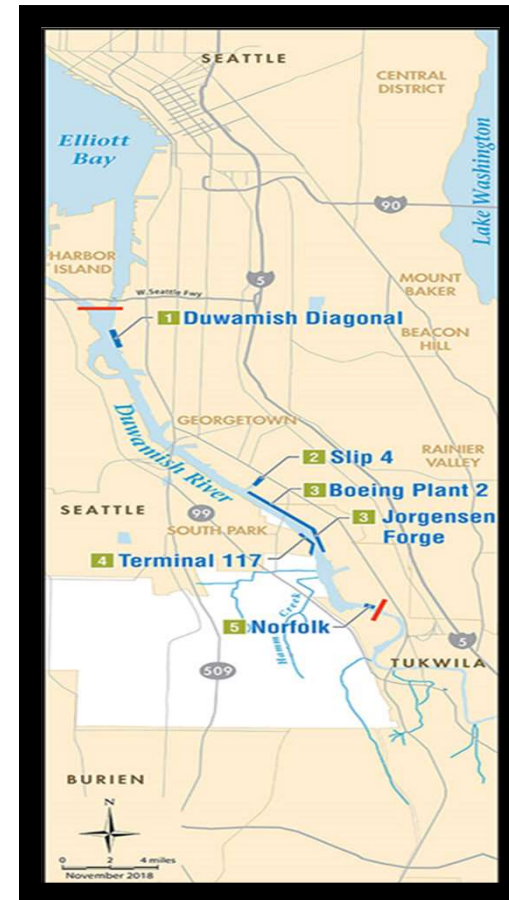 SEATTLE
CENTRAL
DISTRICT
Elliott
Bay
Lake Washington
90
HARBOR
ISLAND
5
MOUNT
BAKER
W. Seattle Fwy
1 Duwamish Diagonal
BEACON
HILL
Duwamish River
GEORGETOWN
2 Slip 4
RAINIER
VALLEY
3 Boeing Plant 2
SEATTLE
99
3 Jorgensen
Forge
SOUTH PARK
4 Terminal 117
5 Norfolk
Hamm Creek
5
TUKWILA
509
BURIEN
N
0 2 4 miles
November 2018